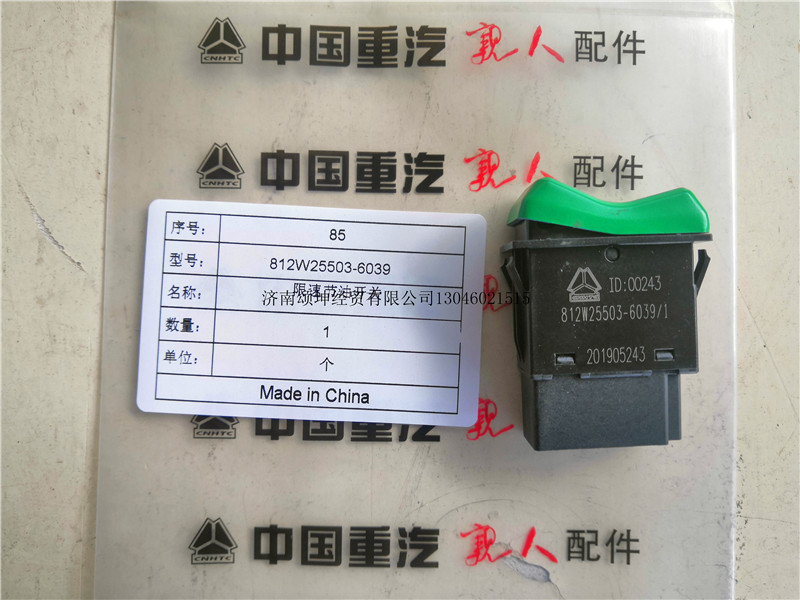 CNHTC 中国重汽 亲人 配件
CNHTC 中国重汽 亲人 配件
序号： 85
型号： 812W25503-6039
名称： 限速节油开关
济南颂坤经贸有限公司13046021515
数量： 1
单位： 个
Made in China
ID:00243
812W25503-6039/1
201905243
CNHTC 中国重汽 亲
CNHTC 中国重汽 亲人 配件